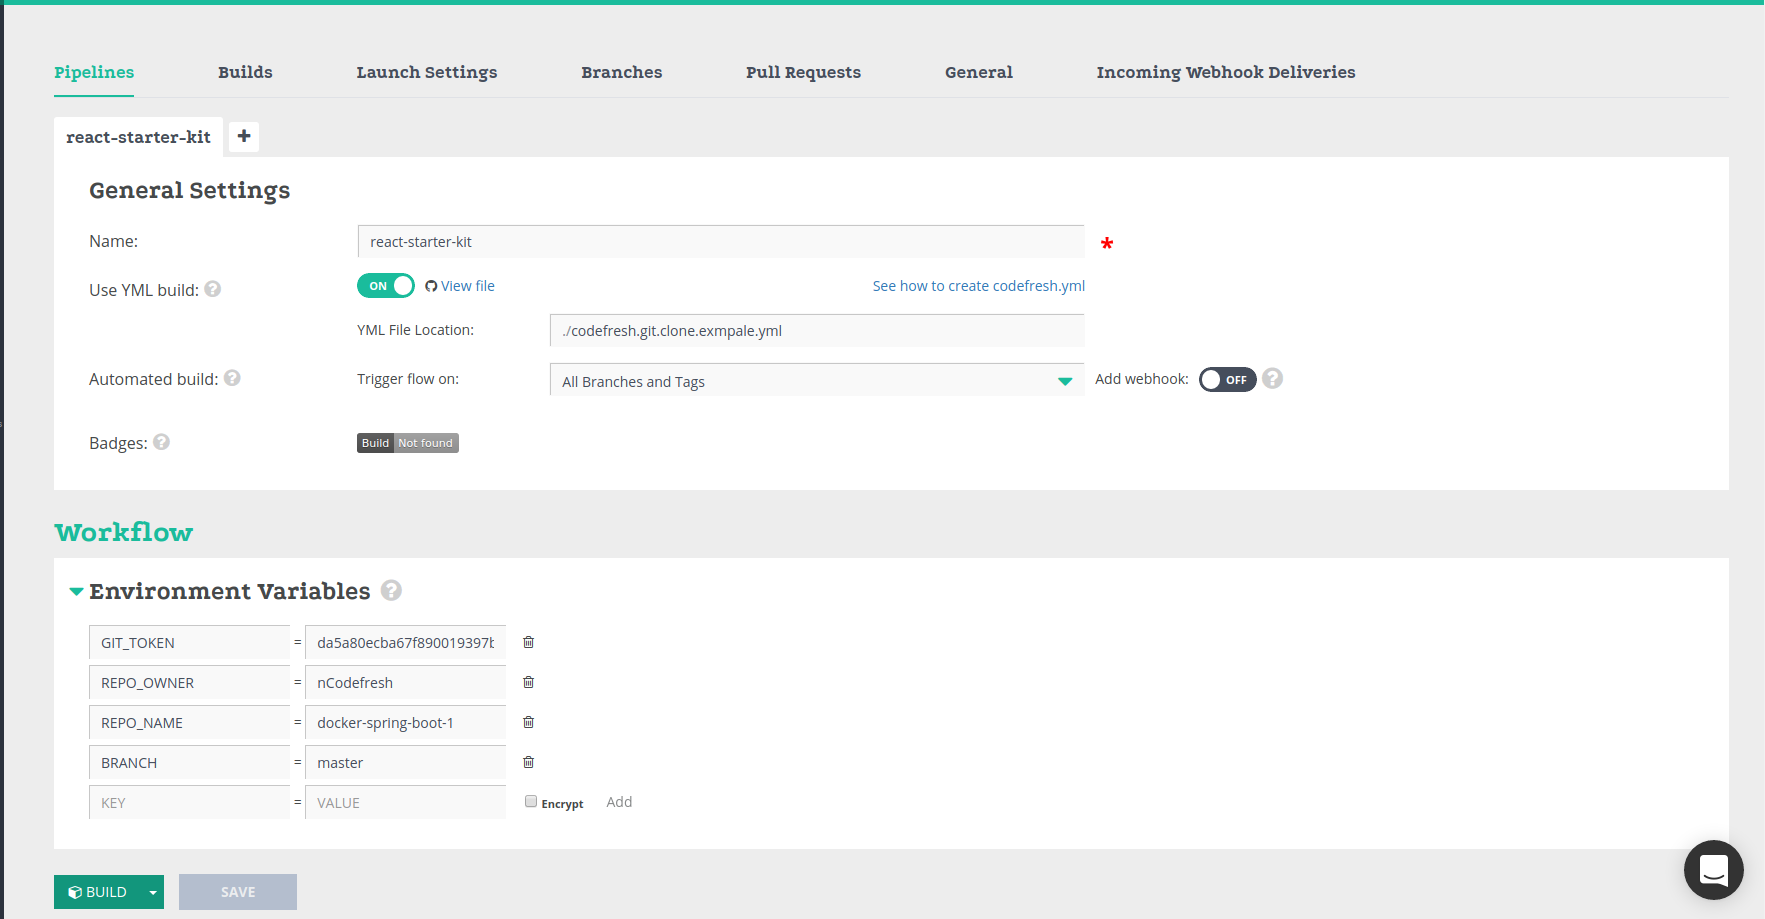 Pipelines Builds Launch Settings Branches Pull Requests General Incoming Webhook Deliveries
react-starter-kit +
General Settings
Name: react-starter-kit *
Use YML build: ? ON View file See how to create codefresh.yml
YML File Location: ./codefresh.git.clone.exmpale.yml
Automated build: ? Trigger flow on: All Branches and Tags Add webhook: OFF ?
Badges: ? Build Not found
Workflow
Environment Variables ?
GIT_TOKEN = da5a80ecba67f890019397b
REPO_OWNER = nCodefresh
REPO_NAME = docker-spring-boot-1
BRANCH = master
KEY = VALUE Encrypt Add
BUILD SAVE